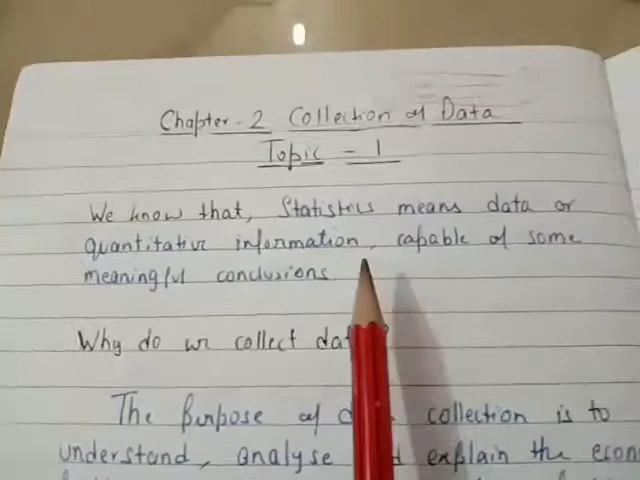 Chapter - 2 Collection of Data
Topic - 1
We know that, Statistics means data or
quantitative information, capable of some
meaningful conclusions
Why do we collect
The Purpose of collection is to
understand, analyse explain the